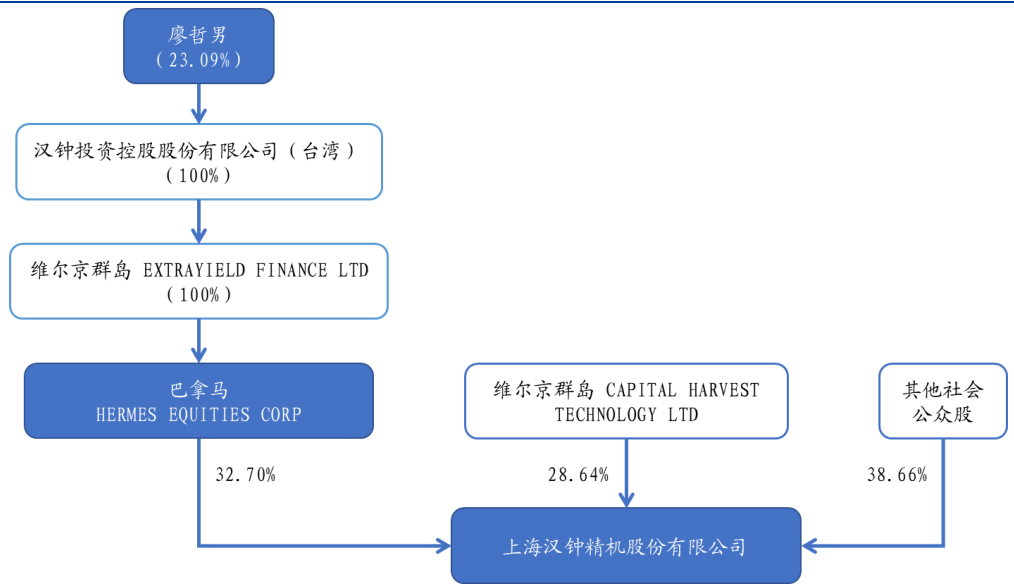 廖哲男
(23.09%)
汉钟投资控股股份有限公司（台湾）
(100%)
维尔京群岛 EXTRAYIELD FINANCE LTD
(100%)
巴拿马
HERMES EQUITIES CORP
维尔京群岛 CAPITAL HARVEST
TECHNOLOGY LTD
其他社会
公众股
32.70%
28.64%
38.66%
上海汉钟精机股份有限公司